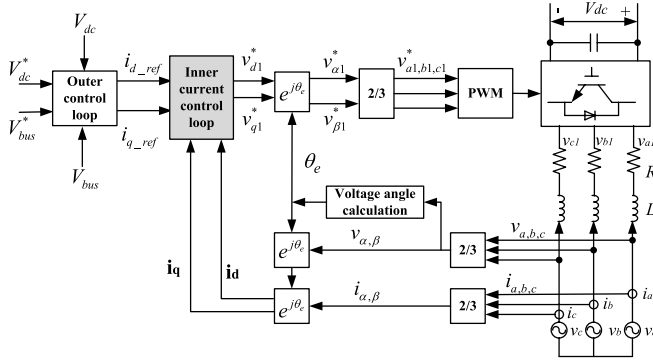 - V_dc +
V_dc
V*_dc
i_d_ref
v*_d1
v*_α1
v*_a1,b1,c1
Outer control loop
Inner current control loop
e^jθ_e
2/3
PWM
V*_bus
i_q_ref
v*_q1
v*_β1
V_bus
v_c1
v_b1
v_a1
R
θ_e
L
Voltage angle calculation
v_a,b,c
e^jθ_e
v_α,β
2/3
i_q
i_d
e^jθ_e
i_α,β
2/3
i_a,b,c
i_a
i_b
i_c
v_c
v_b